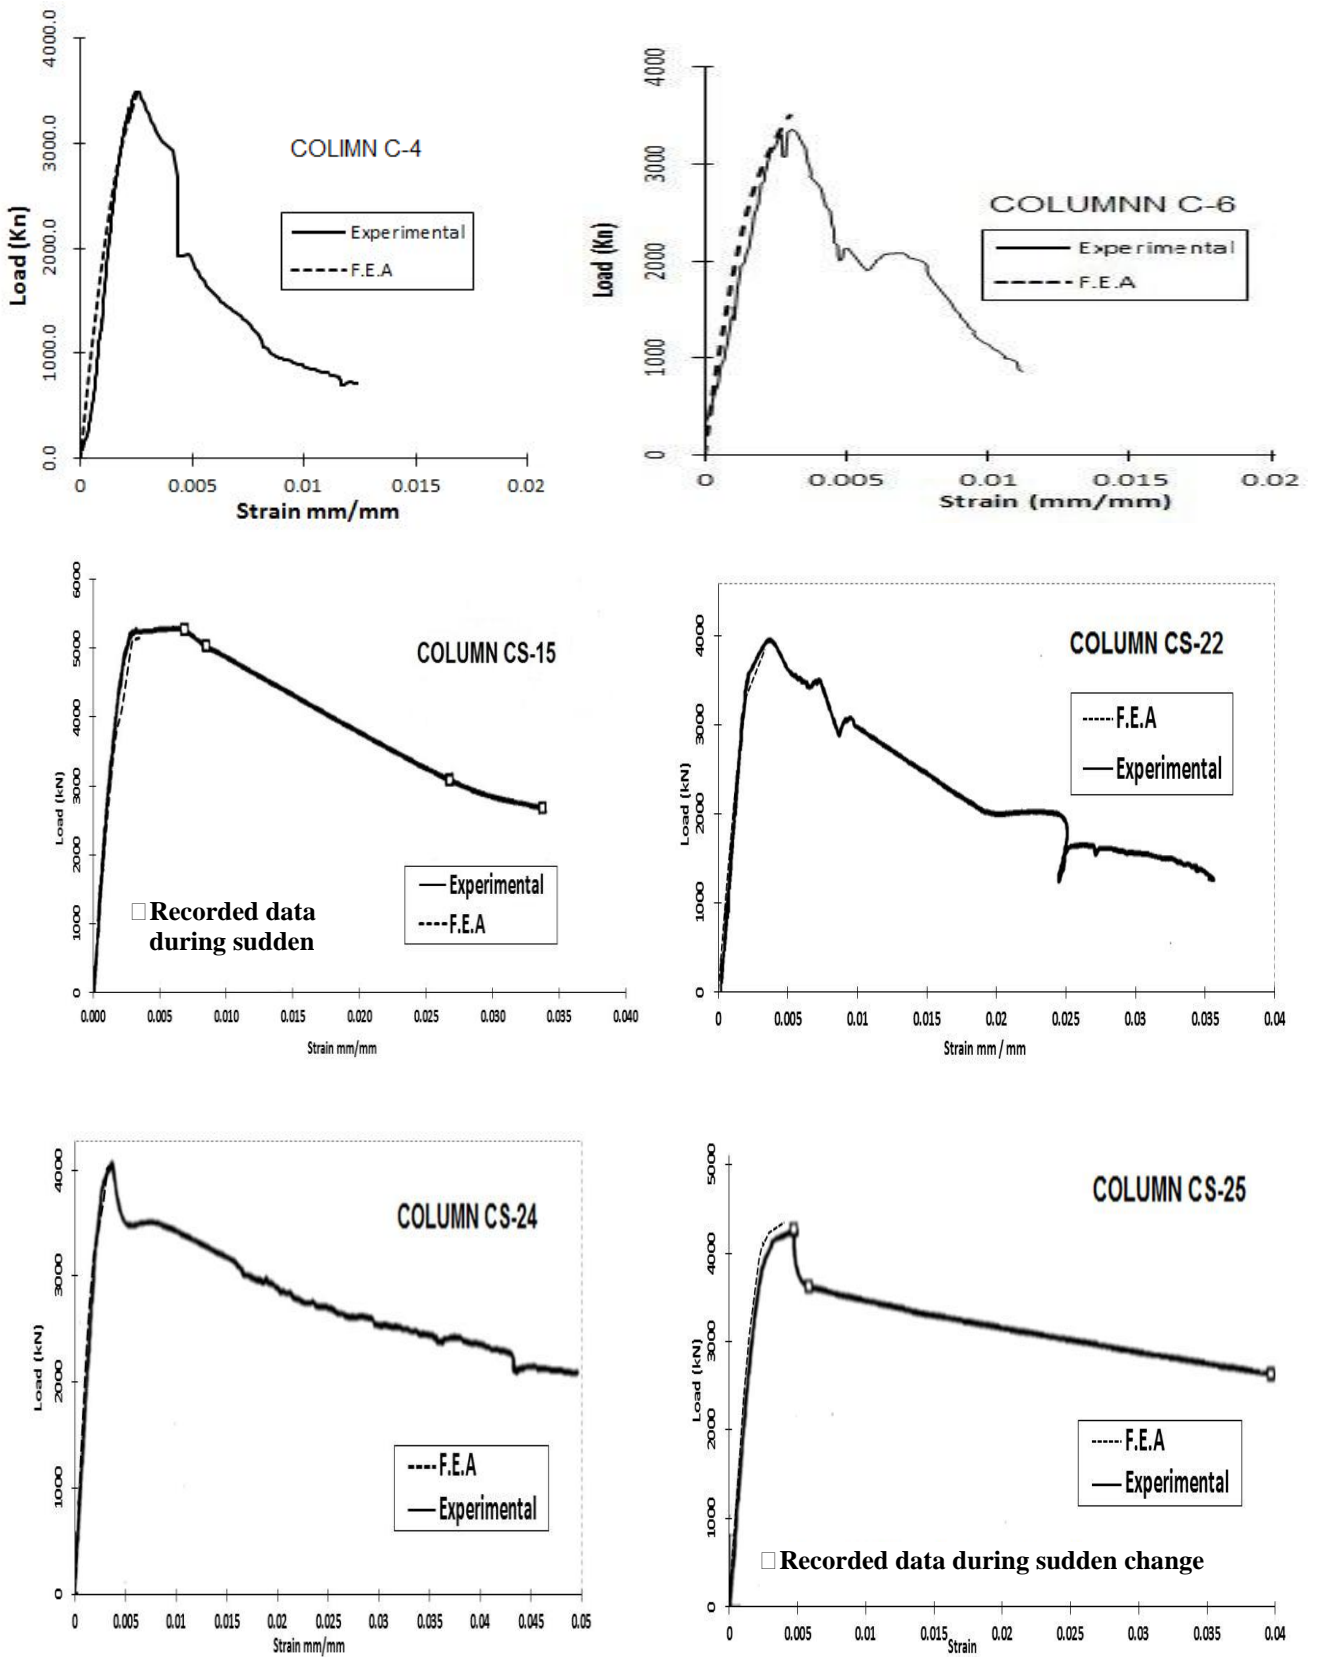 4000.0
3000.0
2000.0
1000.0
0.0
Load (Kn)
COLIMN C-4
Experimental
F.E.A
0 0.005 0.01 0.015 0.02
Strain mm/mm
4000
3000
2000
1000
0
Load (Kn)
COLUMNN C-6
Experimental
F.E.A
0 0.005 0.01 0.015 0.02
Strain (mm/mm)
6000
5000
4000
3000
2000
1000
0
Load (kN)
COLUMN CS-15
Experimental
F.E.A
□ Recorded data
during sudden
0.000 0.005 0.010 0.015 0.020 0.025 0.030 0.035 0.040
Strain mm/mm
4000
3000
2000
1000
0
Load (kN)
COLUMN CS-22
F.E.A
Experimental
0 0.005 0.01 0.015 0.02 0.025 0.03 0.035 0.04
Strain mm / mm
4000
3000
2000
1000
0
Load (kN)
COLUMN CS-24
F.E.A
Experimental
0 0.005 0.01 0.015 0.02 0.025 0.03 0.035 0.04 0.045 0.05
Strain mm/mm
5000
4000
3000
2000
1000
0
Load (kN)
COLUMN CS-25
F.E.A
Experimental
□ Recorded data during sudden change
0 0.005 0.01 0.015 0.02 0.025 0.03 0.035 0.04
Strain